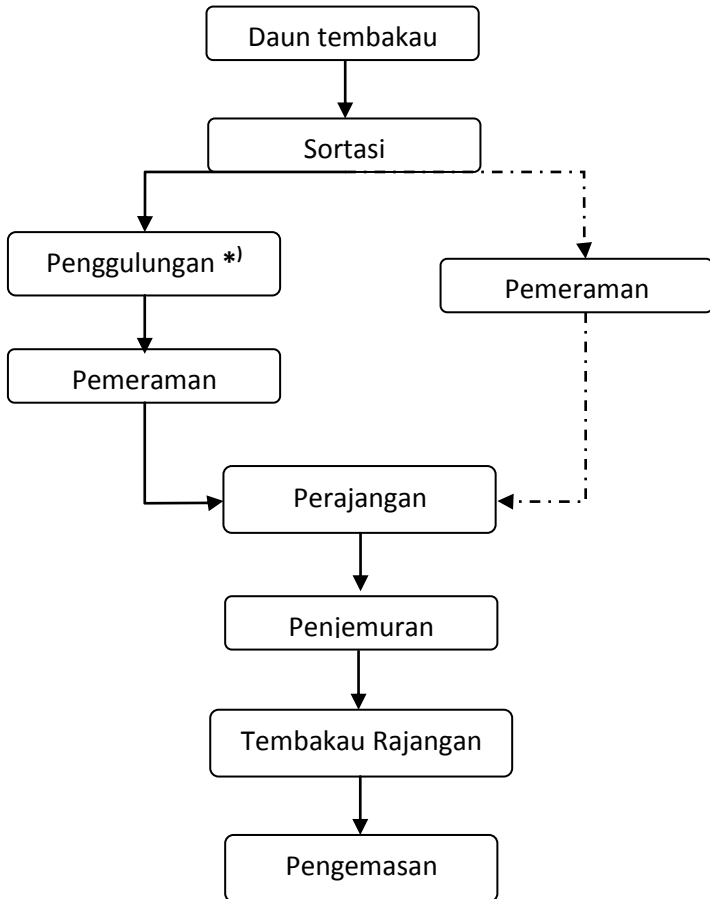 Daun tembakau
Sortasi
Penggulungan *)
Pemeraman
Pemeraman
Perajangan
Penjemuran
Tembakau Rajangan
Pengemasan